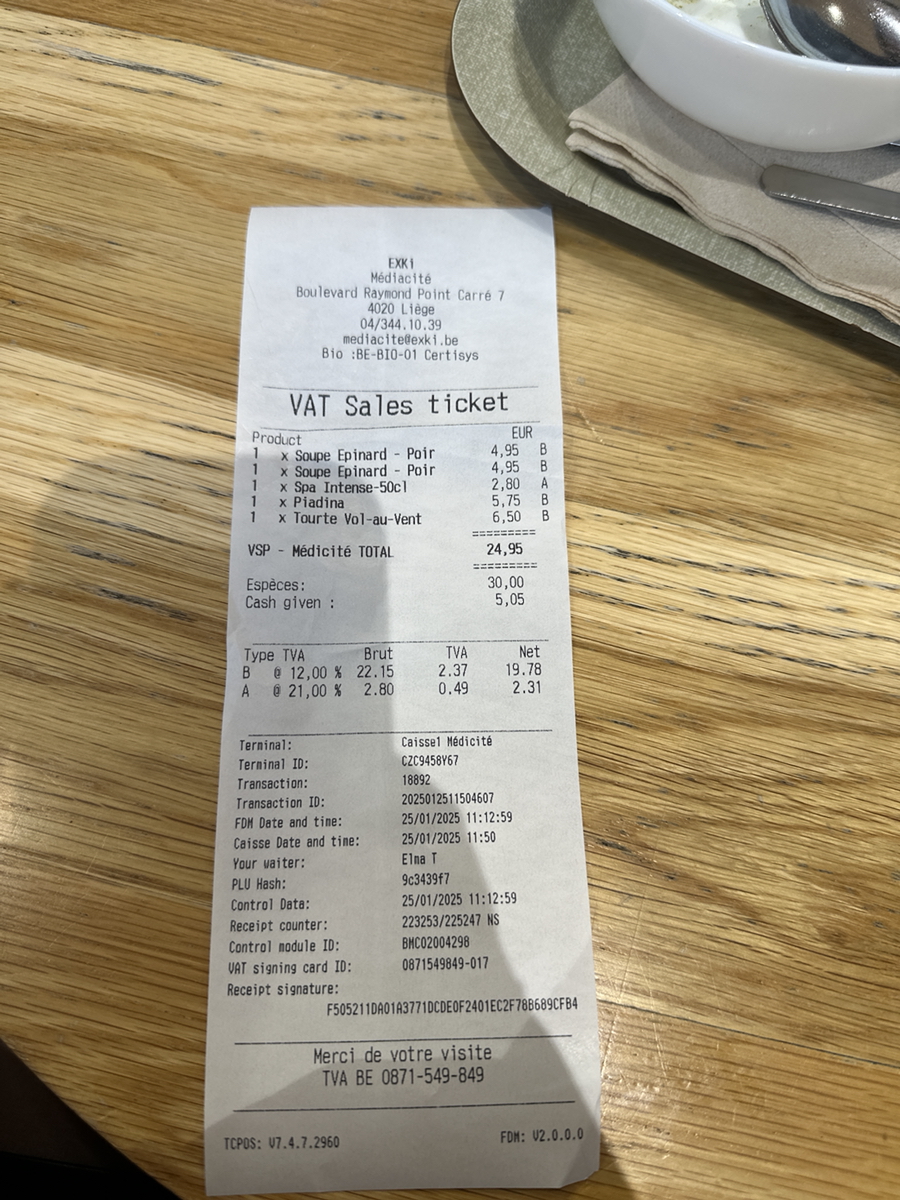 EXKi
Médiacité
Boulevard Raymond Point Carré 7
4020 Liège
04/344.10.39
mediacite@exki.be
Bio :BE-BIO-01 Certisys
VAT Sales ticket
Product EUR
1 x Soupe Epinard - Poir 4,95 B
1 x Soupe Epinard - Poir 4,95 B
1 x Spa Intense-50cl 2,80 A
1 x Piadina 5,75 B
1 x Tourte Vol-au-Vent 6,50 B
=========
VSP - Médicité TOTAL 24,95
=========
Espèces: 30,00
Cash given : 5,05
Type TVA Brut TVA Net
B @ 12,00 % 22.15 2.37 19.78
A @ 21,00 % 2.80 0.49 2.31
Terminal: Caisse1 Médicité
Terminal ID: CZC9458Y67
Transaction: 18892
Transaction ID: 2025012511504607
FDM Date and time: 25/01/2025 11:12:59
Caisse Date and time: 25/01/2025 11:50
Your waiter: Elna T
PLU Hash: 9c3439f7
Control Data: 25/01/2025 11:12:59
Receipt counter: 223253/225247 NS
Control module ID: BMC02004298
VAT signing card ID: 0871549849-017
Receipt signature:
F505211DA01A3771DCDE0F2401EC2F78B689CFB4
Merci de votre visite
TVA BE 0871-549-849
TCPOS: V7.4.7.2960 FDM: V2.0.0.0